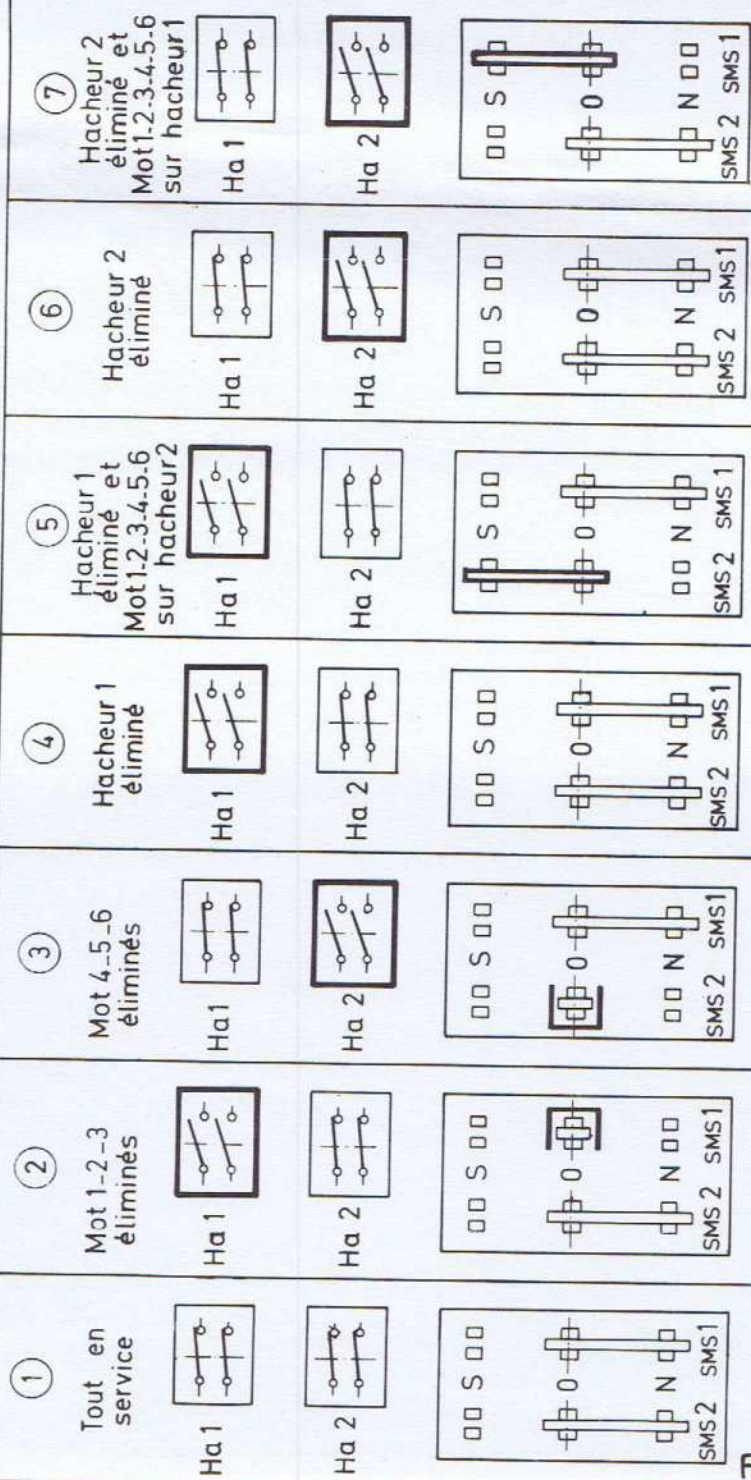 1
Tout en
service
Ha 1
Ha 2
S
O
N
SMS 2 SMS 1
2
Mot 1-2-3
éliminés
Ha 1
Ha 2
S
O
N
SMS 2 SMS 1
3
Mot 4-5-6
éliminés
Ha 1
Ha 2
S
O
N
SMS 2 SMS 1
4
Hacheur 1
éliminé
Ha 1
Ha 2
S
O
N
SMS 2 SMS 1
5
Hacheur 1
éliminé et
Mot 1-2-3-4-5-6
sur hacheur 2
Ha 1
Ha 2
S
O
N
SMS 2 SMS 1
6
Hacheur 2
éliminé
Ha 1
Ha 2
S
O
N
SMS 2 SMS 1
7
Hacheur 2
éliminé et
Mot 1-2-3-4-5-6
sur hacheur 1
Ha 1
Ha 2
S
O
N
SMS 2 SMS 1